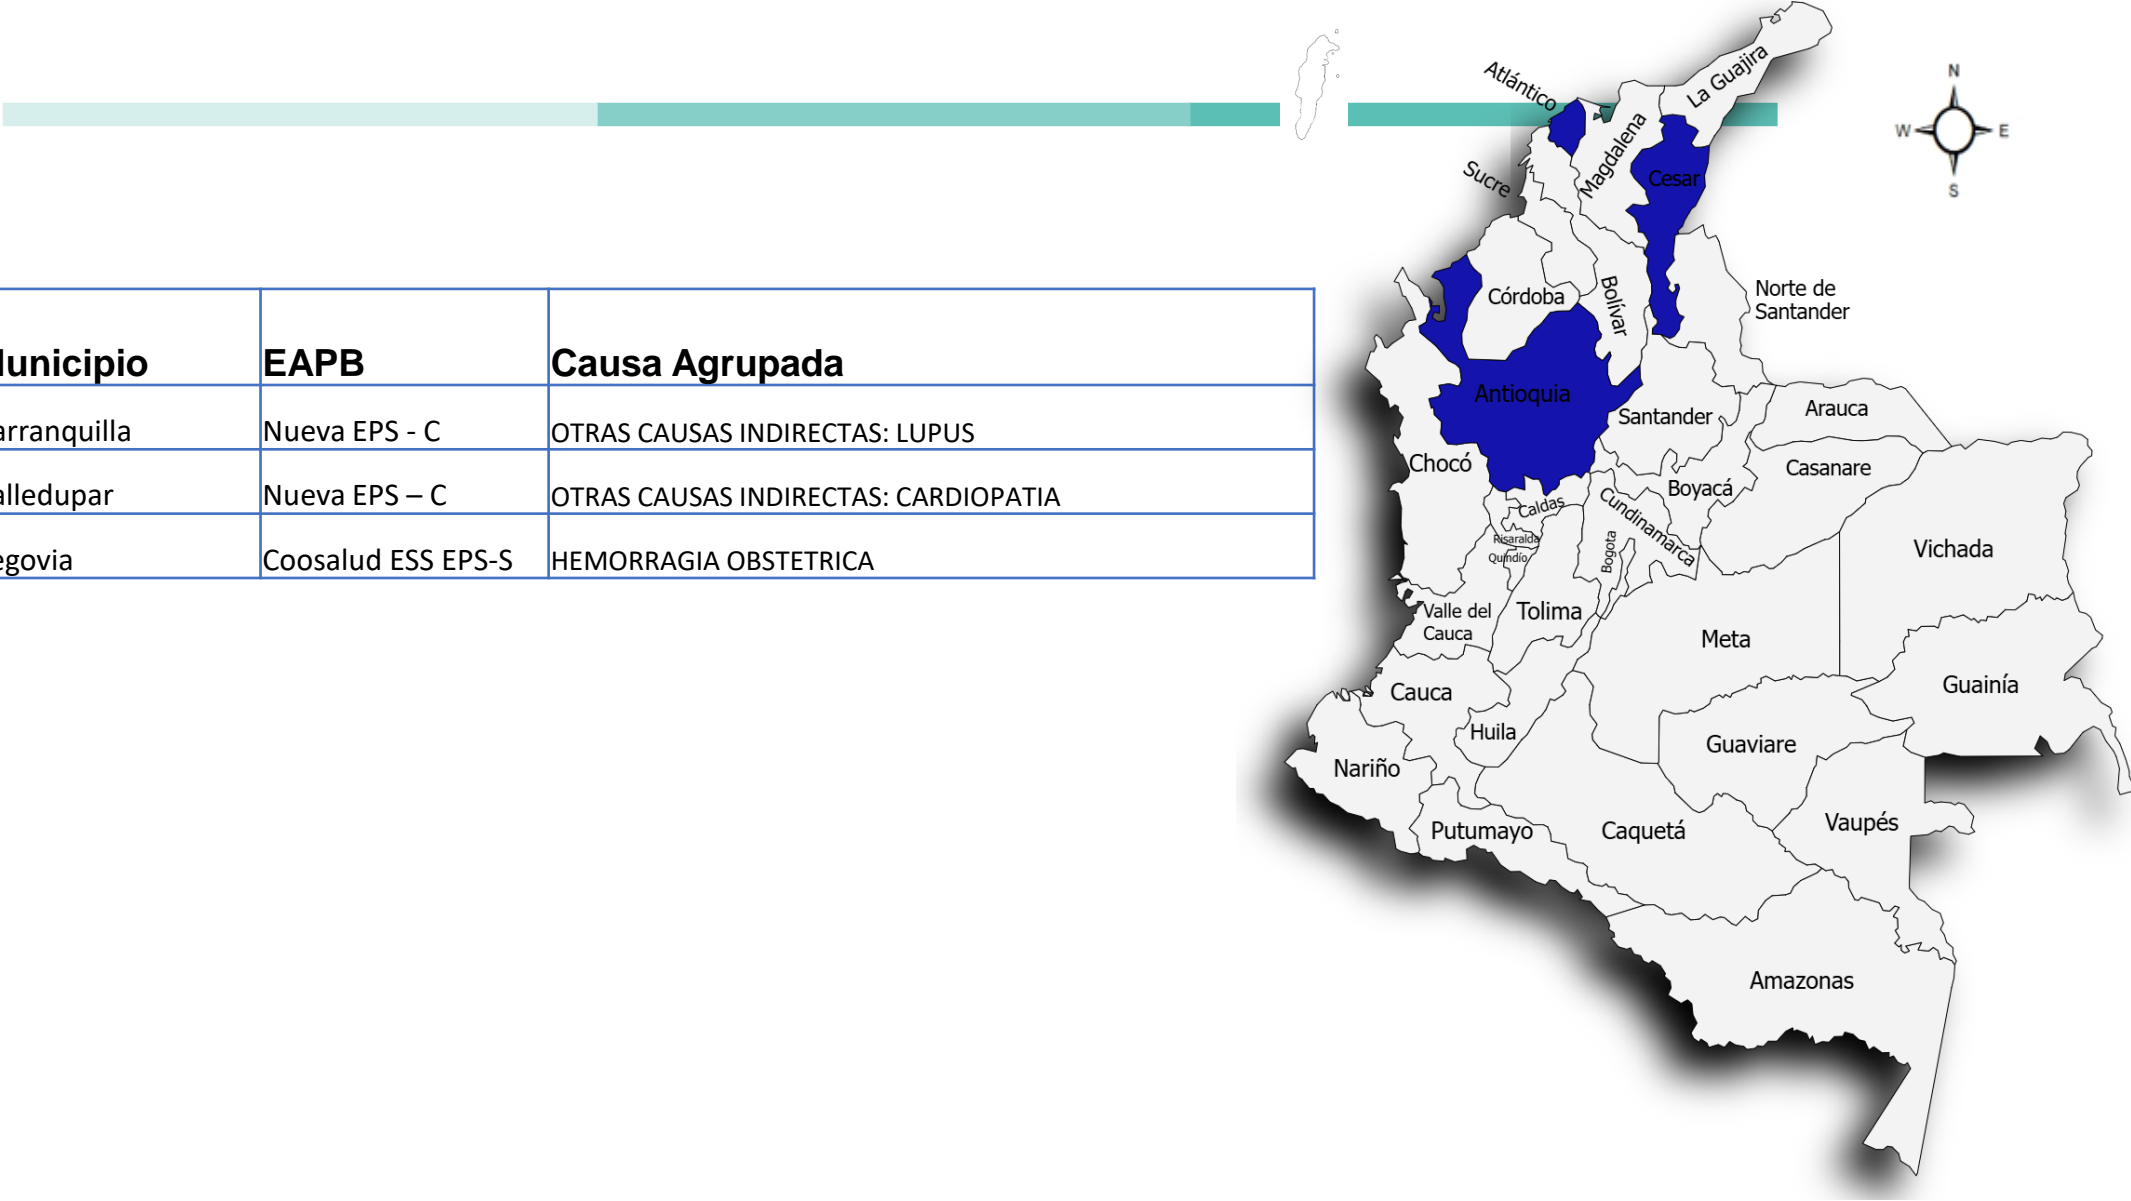 unicipio EAPB Causa Agrupada
arranquilla Nueva EPS - C OTRAS CAUSAS INDIRECTAS: LUPUS
alledupar Nueva EPS – C OTRAS CAUSAS INDIRECTAS: CARDIOPATIA
egovia Coosalud ESS EPS-S HEMORRAGIA OBSTETRICA
N
W E
S
La Guajira
Atlántico
Magdalena
Cesar
Sucre
Norte de
Santander
Córdoba
Bolívar
Antioquia
Santander
Arauca
Chocó
Casanare
Boyacá
Caldas
Cundinamarca
Risaralda
Quindío
Bogota
Vichada
Valle del
Cauca
Tolima
Meta
Guainía
Cauca
Huila
Guaviare
Nariño
Putumayo
Caquetá
Vaupés
Amazonas